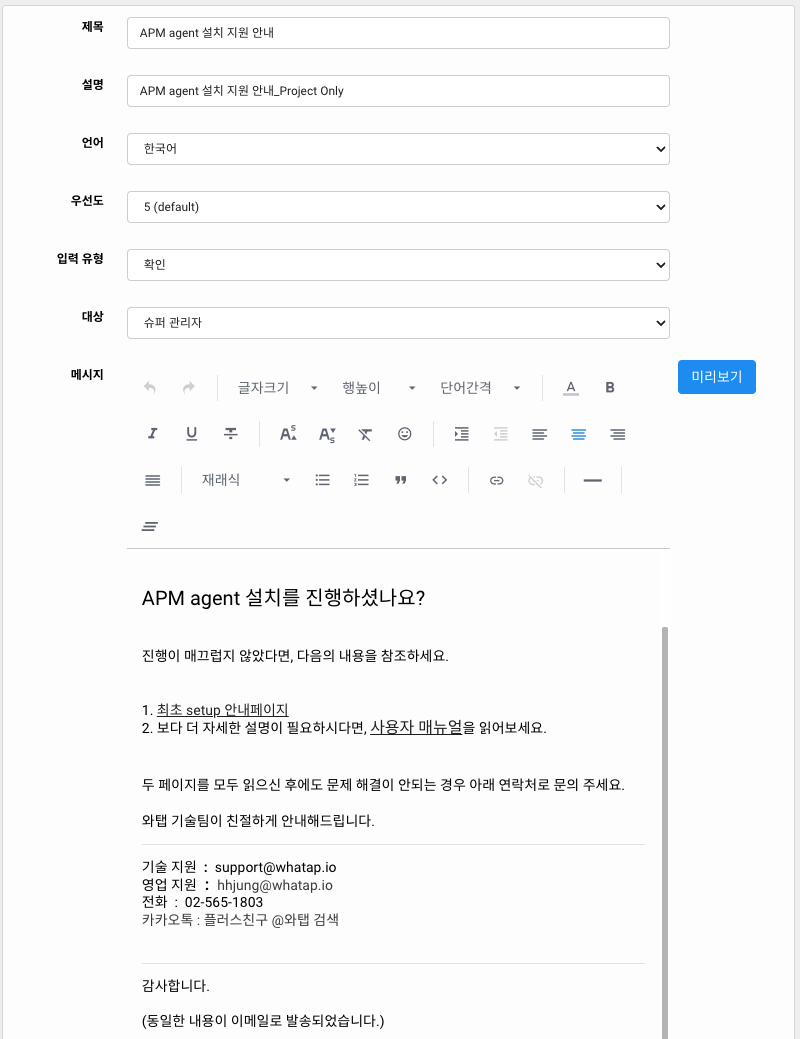 제목
APM agent 설치 지원 안내
설명
APM agent 설치 지원 안내_Project Only
언어
한국어
우선도
5 (default)
입력 유형
확인
대상
슈퍼 관리자
메시지
미리보기
글자크기 행높이 단어간격 A B
재래식
APM agent 설치를 진행하셨나요?
진행이 매끄럽지 않았다면, 다음의 내용을 참조하세요.
1. 최초 setup 안내페이지
2. 보다 더 자세한 설명이 필요하시다면, 사용자 매뉴얼을 읽어보세요.
두 페이지를 모두 읽으신 후에도 문제 해결이 안되는 경우 아래 연락처로 문의 주세요.
와탭 기술팀이 친절하게 안내해드립니다.
기술 지원 : support@whatap.io
영업 지원 : hhjung@whatap.io
전화 : 02-565-1803
카카오톡 : 플러스친구 @와탭 검색
감사합니다.
(동일한 내용이 이메일로 발송되었습니다.)